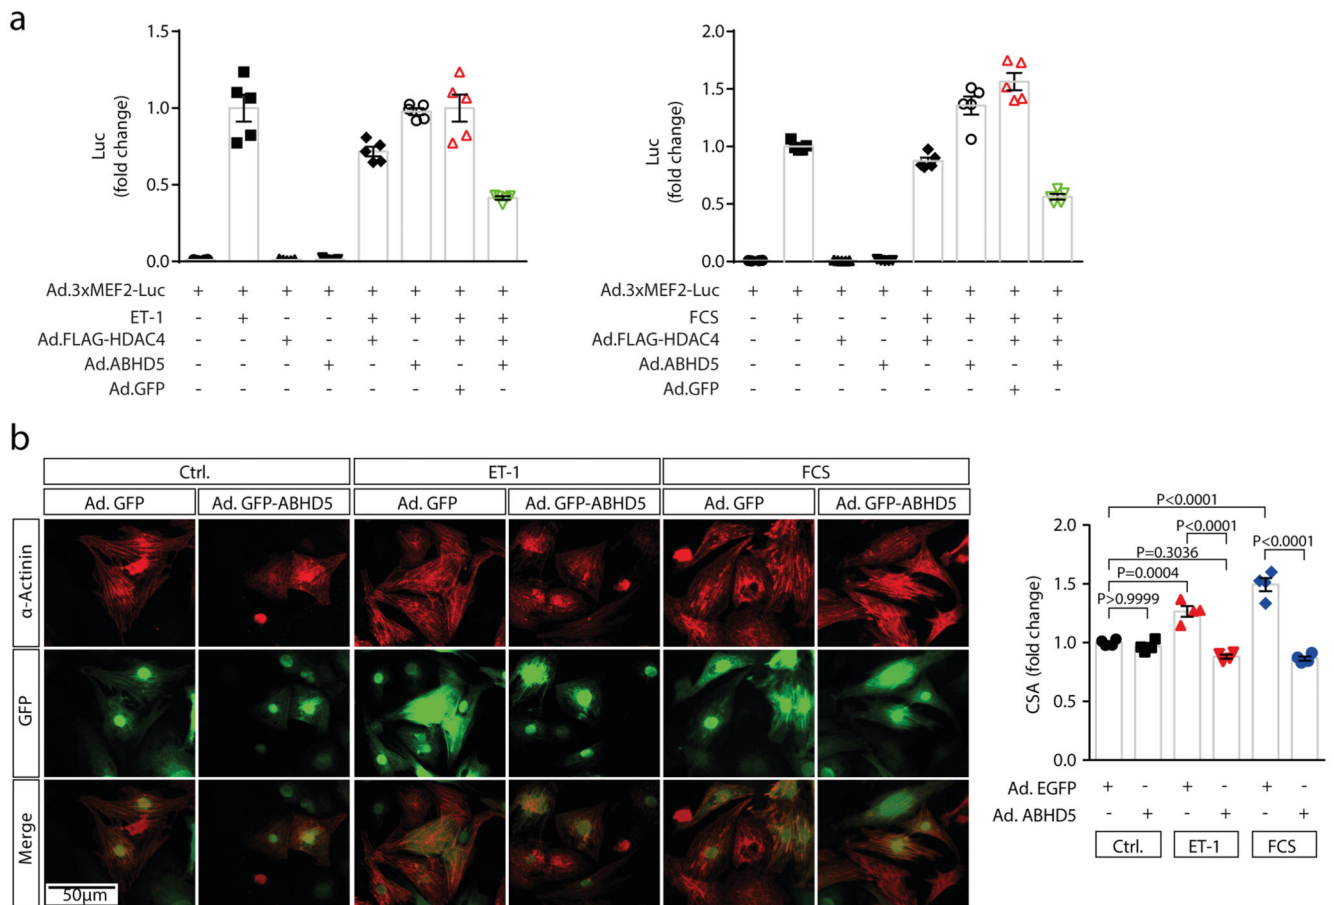 a
1.5
1.0
0.5
0.0
Luc
(fold change)
Ad.3xMEF2-Luc + + + + + + + +
ET-1 - + - - + + + +
Ad.FLAG-HDAC4 - - + - + - + +
Ad.ABHD5 - - - + - + - +
Ad.GFP - - - - - - + -
2.0
1.5
1.0
0.5
0.0
Luc
(fold change)
Ad.3xMEF2-Luc + + + + + + + +
FCS - + - - + + + +
Ad.FLAG-HDAC4 - - + - + - + +
Ad.ABHD5 - - - + - + - +
Ad.GFP - - - - - - + -
b
Ctrl. ET-1 FCS
Ad. GFP Ad. GFP-ABHD5 Ad. GFP Ad. GFP-ABHD5 Ad. GFP Ad. GFP-ABHD5
α-Actinin
GFP
Merge
50μm
P<0.0001
P<0.0001
P<0.0001
P=0.3036
P=0.0004
P>0.9999
2.0
1.5
1.0
0.5
0.0
CSA (fold change)
Ad. EGFP + - + - + -
Ad. ABHD5 - + - + - +
Ctrl. ET-1 FCS